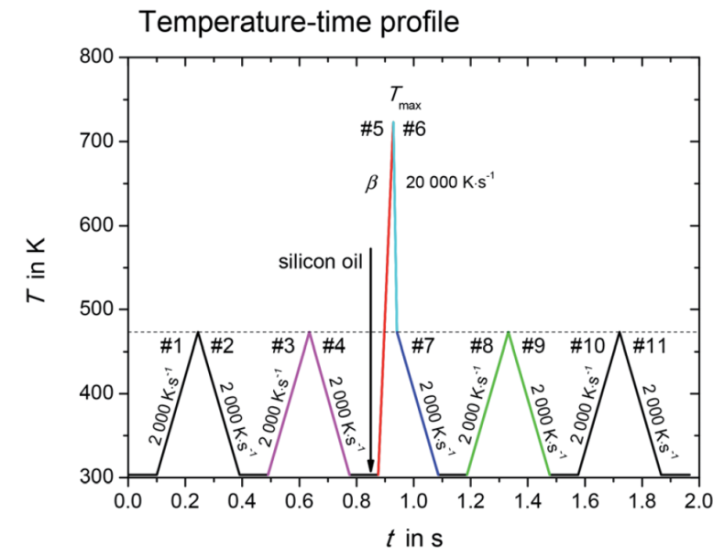 Temperature-time profile
T in K
800
700
600
500
400
300
T_max
#5 #6
β 20 000 K·s⁻¹
silicon oil
#1 #2 #3 #4 #7 #8 #9 #10 #11
2 000 K·s⁻¹ 2 000 K·s⁻¹ 2 000 K·s⁻¹ 2 000 K·s⁻¹ 2 000 K·s⁻¹ 2 000 K·s⁻¹ 2 000 K·s⁻¹ 2 000 K·s⁻¹ 2 000 K·s⁻¹
0.0 0.2 0.4 0.6 0.8 1.0 1.2 1.4 1.6 1.8 2.0
t in s